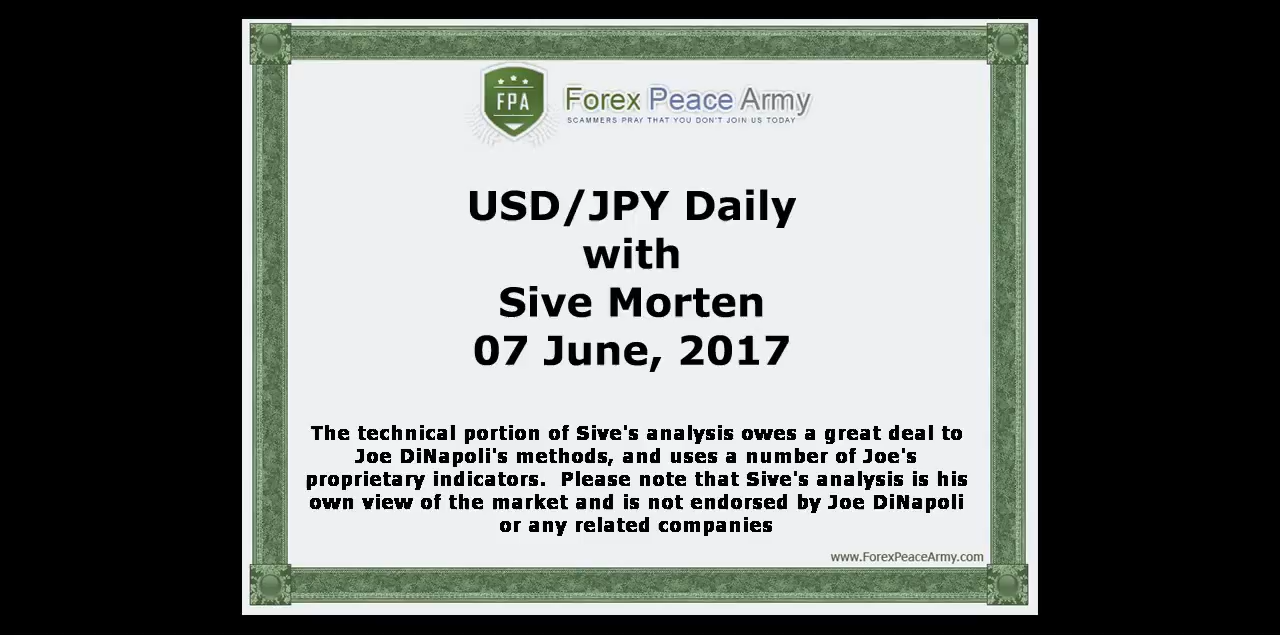 FPA
Forex Peace Army
SCAMMERS PRAY THAT YOU DON'T JOIN US TODAY
USD/JPY Daily
with
Sive Morten
07 June, 2017
The technical portion of Sive's analysis owes a great deal to
Joe DiNapoli's methods, and uses a number of Joe's
proprietary indicators.  Please note that Sive's analysis is his
own view of the market and is not endorsed by Joe DiNapoli
or any related companies
www.ForexPeaceArmy.com